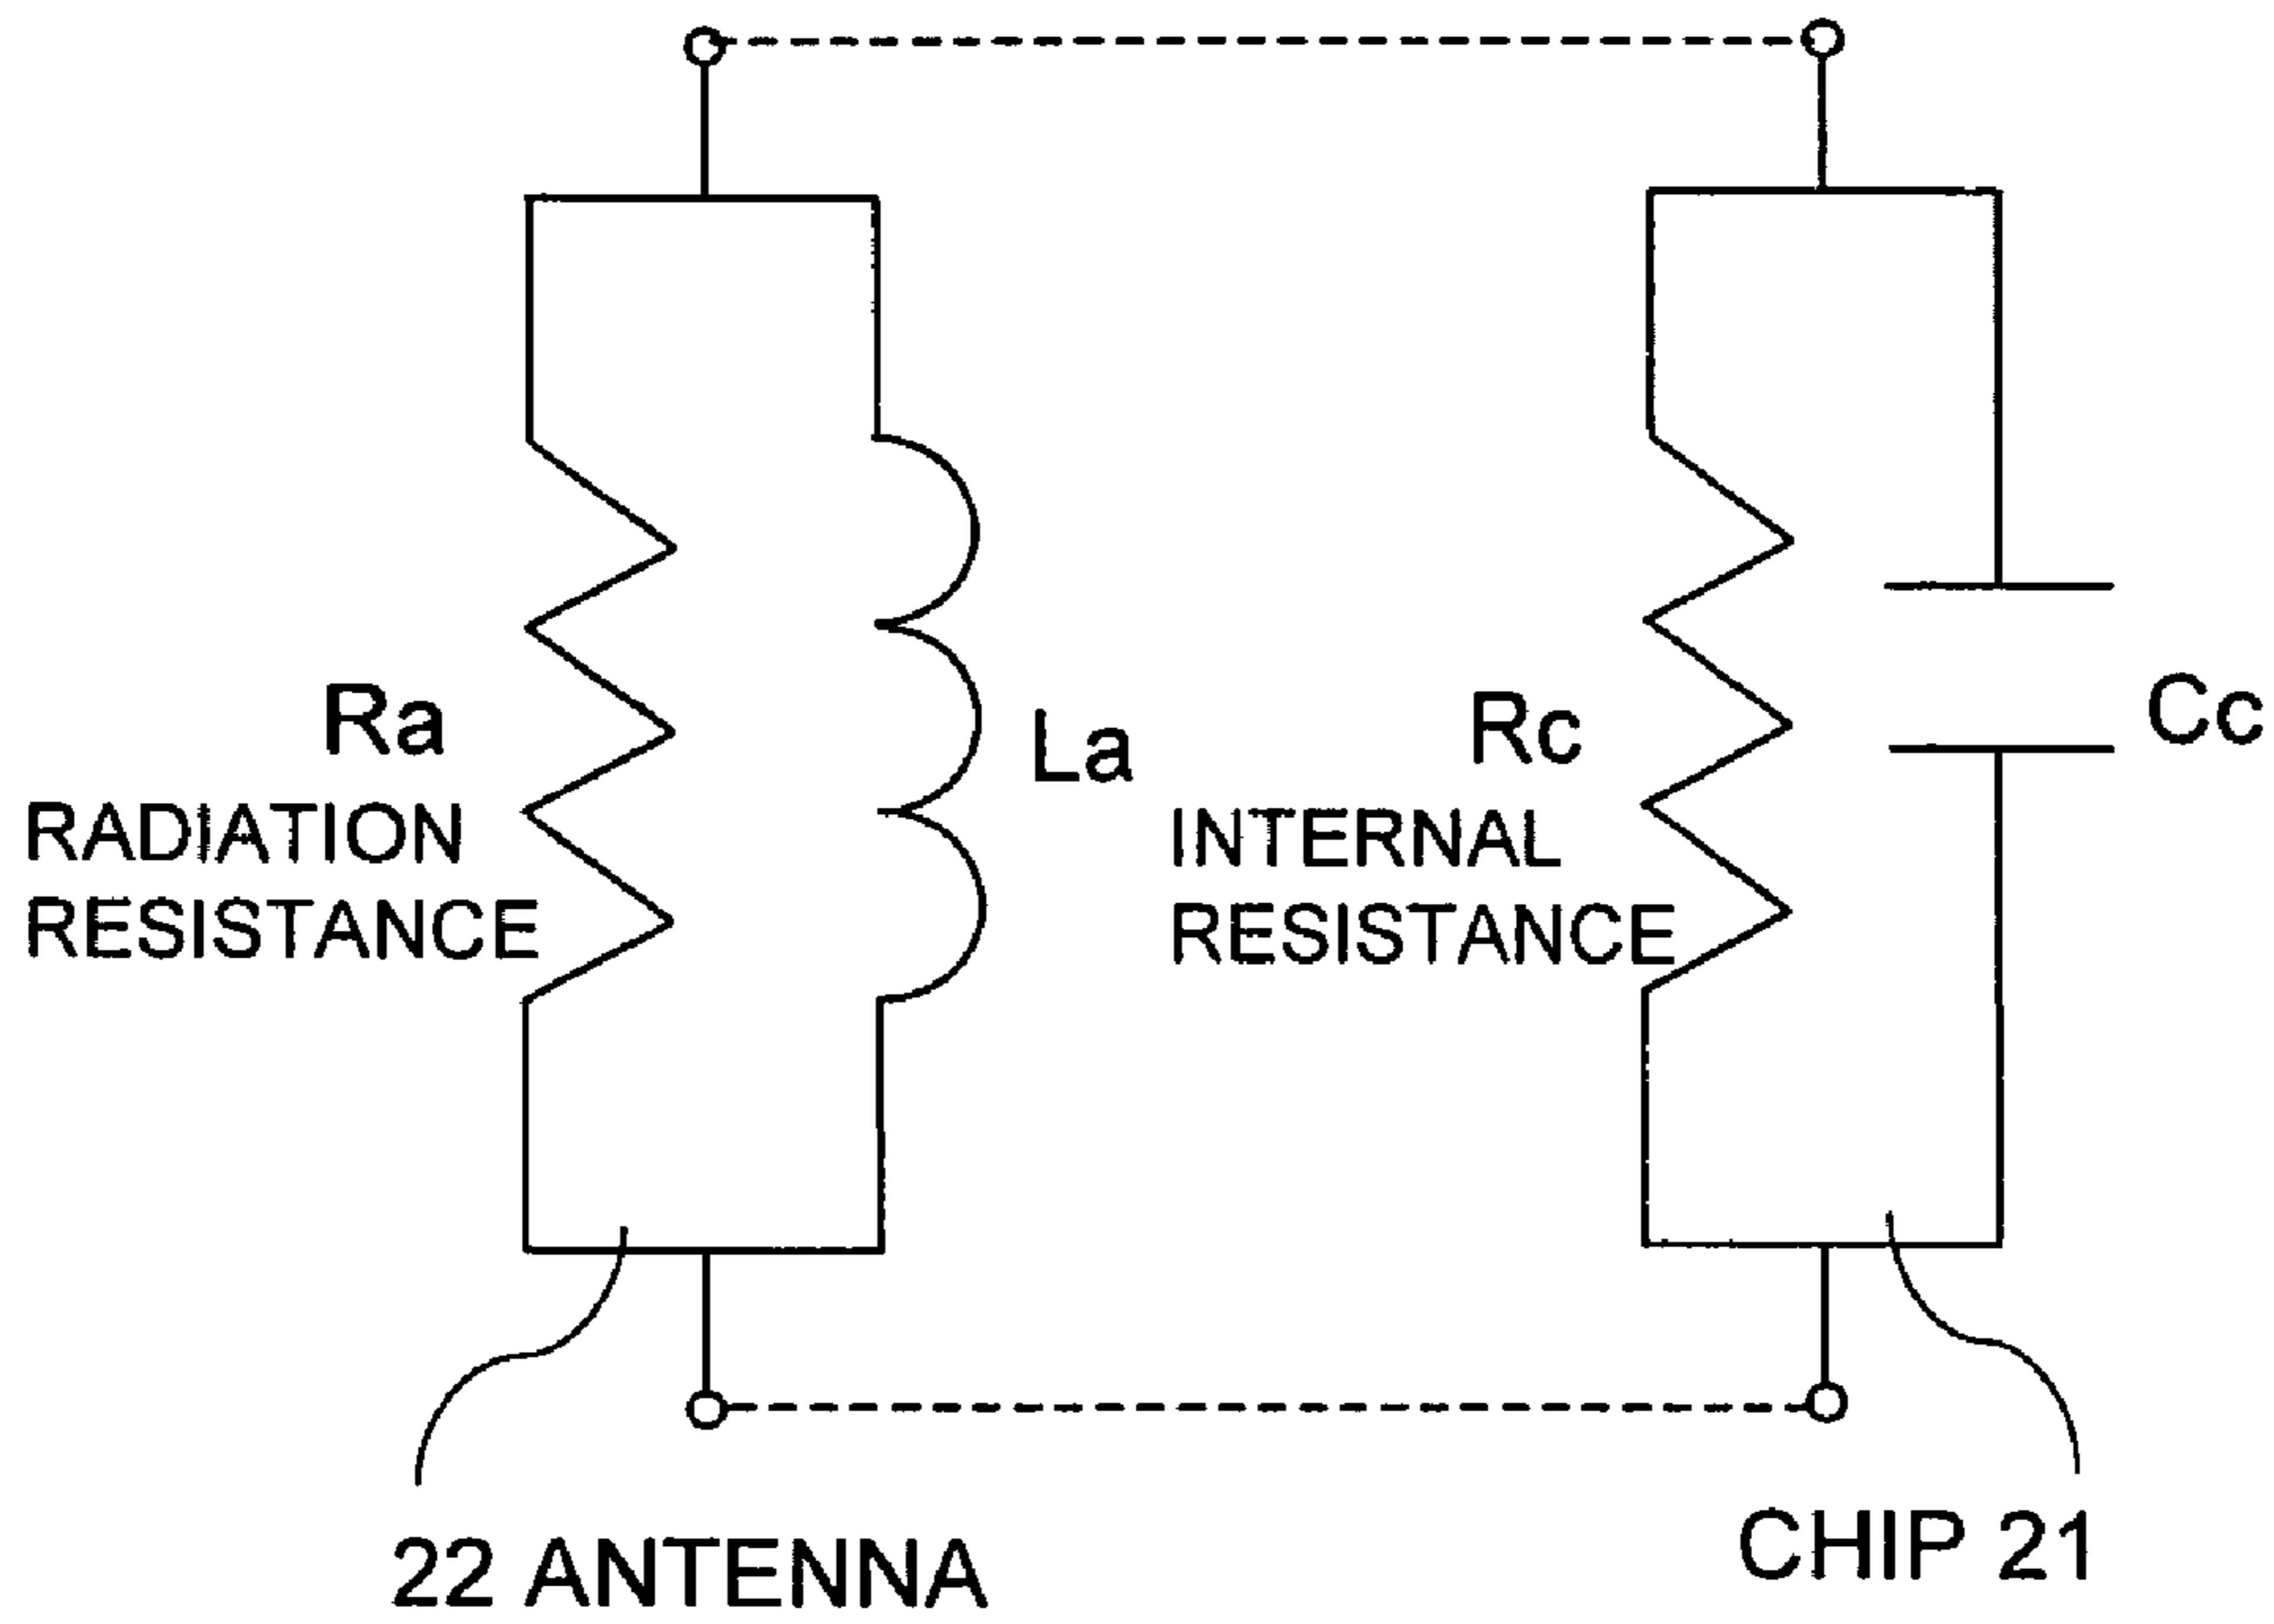 Ra
RADIATION
RESISTANCE
La
Rc
INTERNAL
RESISTANCE
Cc
22 ANTENNA
CHIP 21